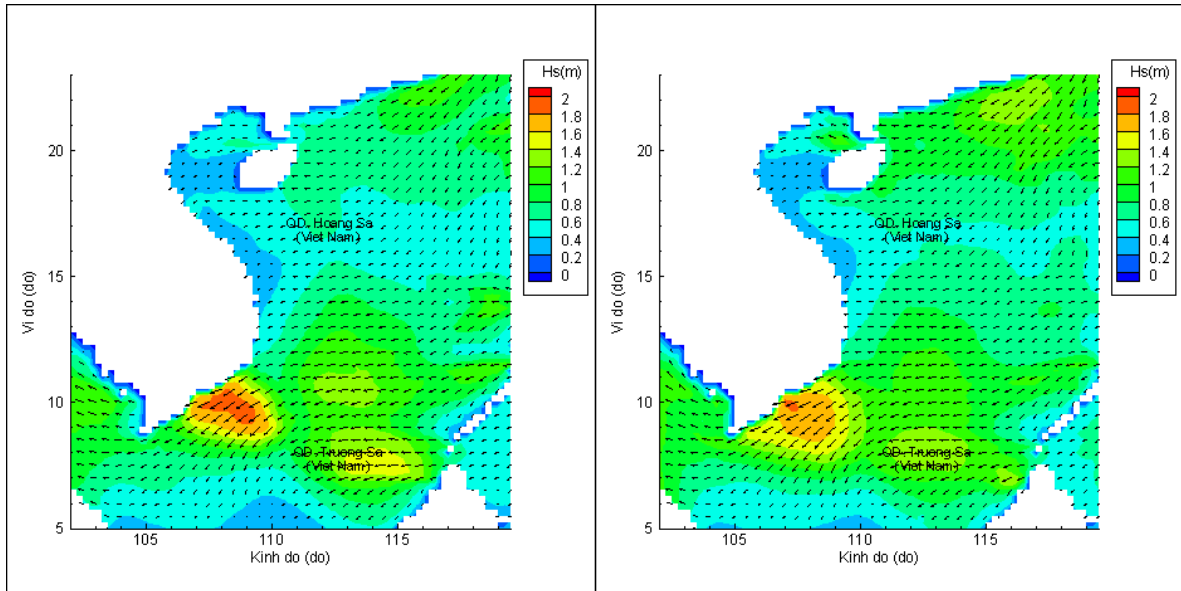 Hs(m)
2
1.8
1.6
1.4
1.2
1
0.8
0.6
0.4
0.2
0
20
15
10
5
Vi do (do)
QD. Hoang Sa
(Viet Nam)
QD. Truong Sa
(Viet Nam)
105
110
115
Kinh do (do)
Hs(m)
2
1.8
1.6
1.4
1.2
1
0.8
0.6
0.4
0.2
0
20
15
10
5
Vi do (do)
QD. Hoang Sa
(Viet Nam)
QD. Truong Sa
(Viet Nam)
105
110
115
Kinh do (do)